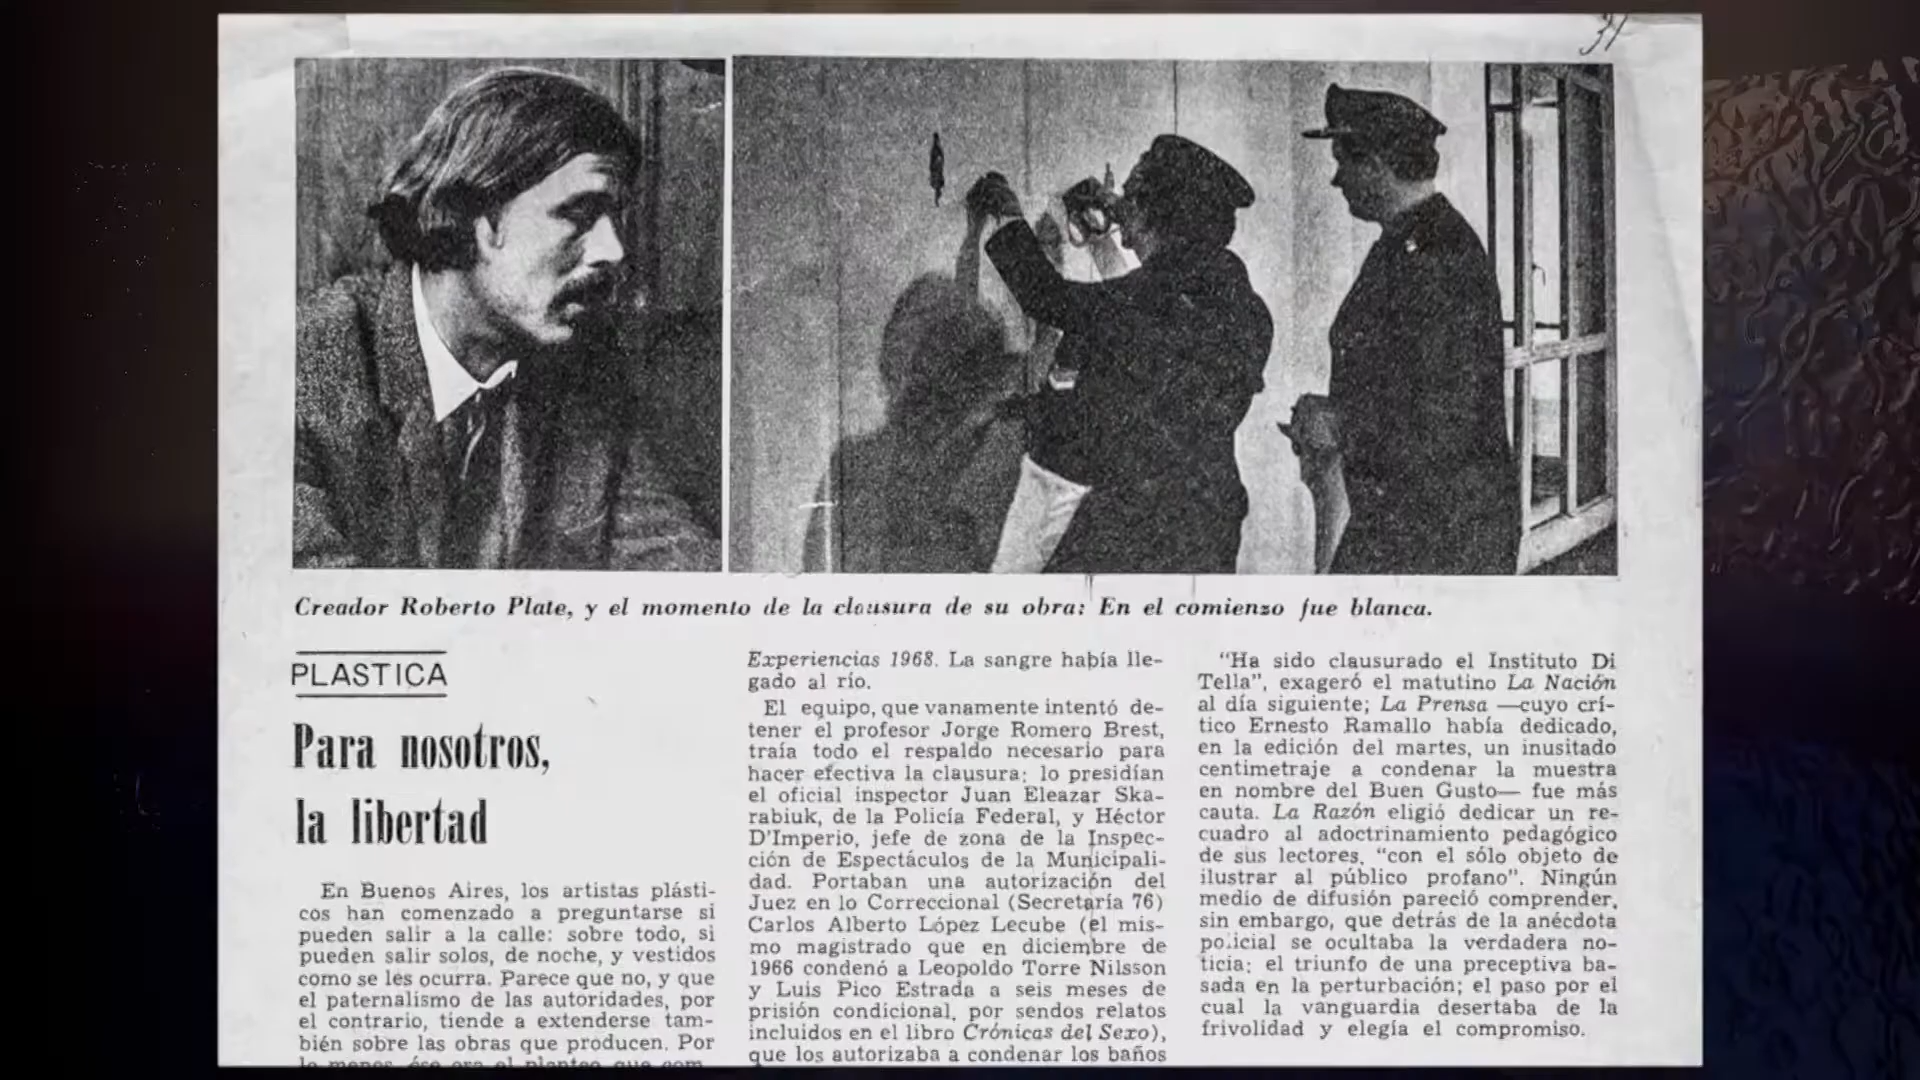 31
Creador Roberto Plate, y el momento de la clausura de su obra: En el comienzo fue blanca.
PLASTICA
Para nosotros,
la libertad
En Buenos Aires, los artistas plásti-
cos han comenzado a preguntarse si
pueden salir a la calle: sobre todo, si
pueden salir solos, de noche, y vestidos
como se les ocurra. Parece que no, y que
el paternalismo de las autoridades, por
el contrario, tiende a extenderse tam-
bién sobre las obras que producen. Por
lo menos, ése era el planteo que com-
Experiencias 1968. La sangre había lle-
gado al río.
El equipo, que vanamente intentó de-
tener el profesor Jorge Romero Brest,
traía todo el respaldo necesario para
hacer efectiva la clausura: lo presidían
el oficial inspector Juan Eleazar Ska-
rabiuk, de la Policía Federal, y Héctor
D'Imperio, jefe de zona de la Inspec-
ción de Espectáculos de la Municipali-
dad. Portaban una autorización del
Juez en lo Correccional (Secretaría 76)
Carlos Alberto López Lecube (el mis-
mo magistrado que en diciembre de
1966 condenó a Leopoldo Torre Nilsson
y Luis Pico Estrada a seis meses de
prisión condicional, por sendos relatos
incluidos en el libro Crónicas del Sexo),
que los autorizaba a condenar los baños
"Ha sido clausurado el Instituto Di
Tella", exageró el matutino La Nación
al día siguiente; La Prensa —cuyo crí-
tico Ernesto Ramallo había dedicado,
en la edición del martes, un inusitado
centimetraje a condenar la muestra
en nombre del Buen Gusto— fue más
cauta. La Razón eligió dedicar un re-
cuadro al adoctrinamiento pedagógico
de sus lectores, "con el sólo objeto de
ilustrar al público profano". Ningún
medio de difusión pareció comprender,
sin embargo, que detrás de la anécdota
policial se ocultaba la verdadera no-
ticia: el triunfo de una preceptiva ba-
sada en la perturbación; el paso por el
cual la vanguardia desertaba de la
frivolidad y elegía el compromiso.